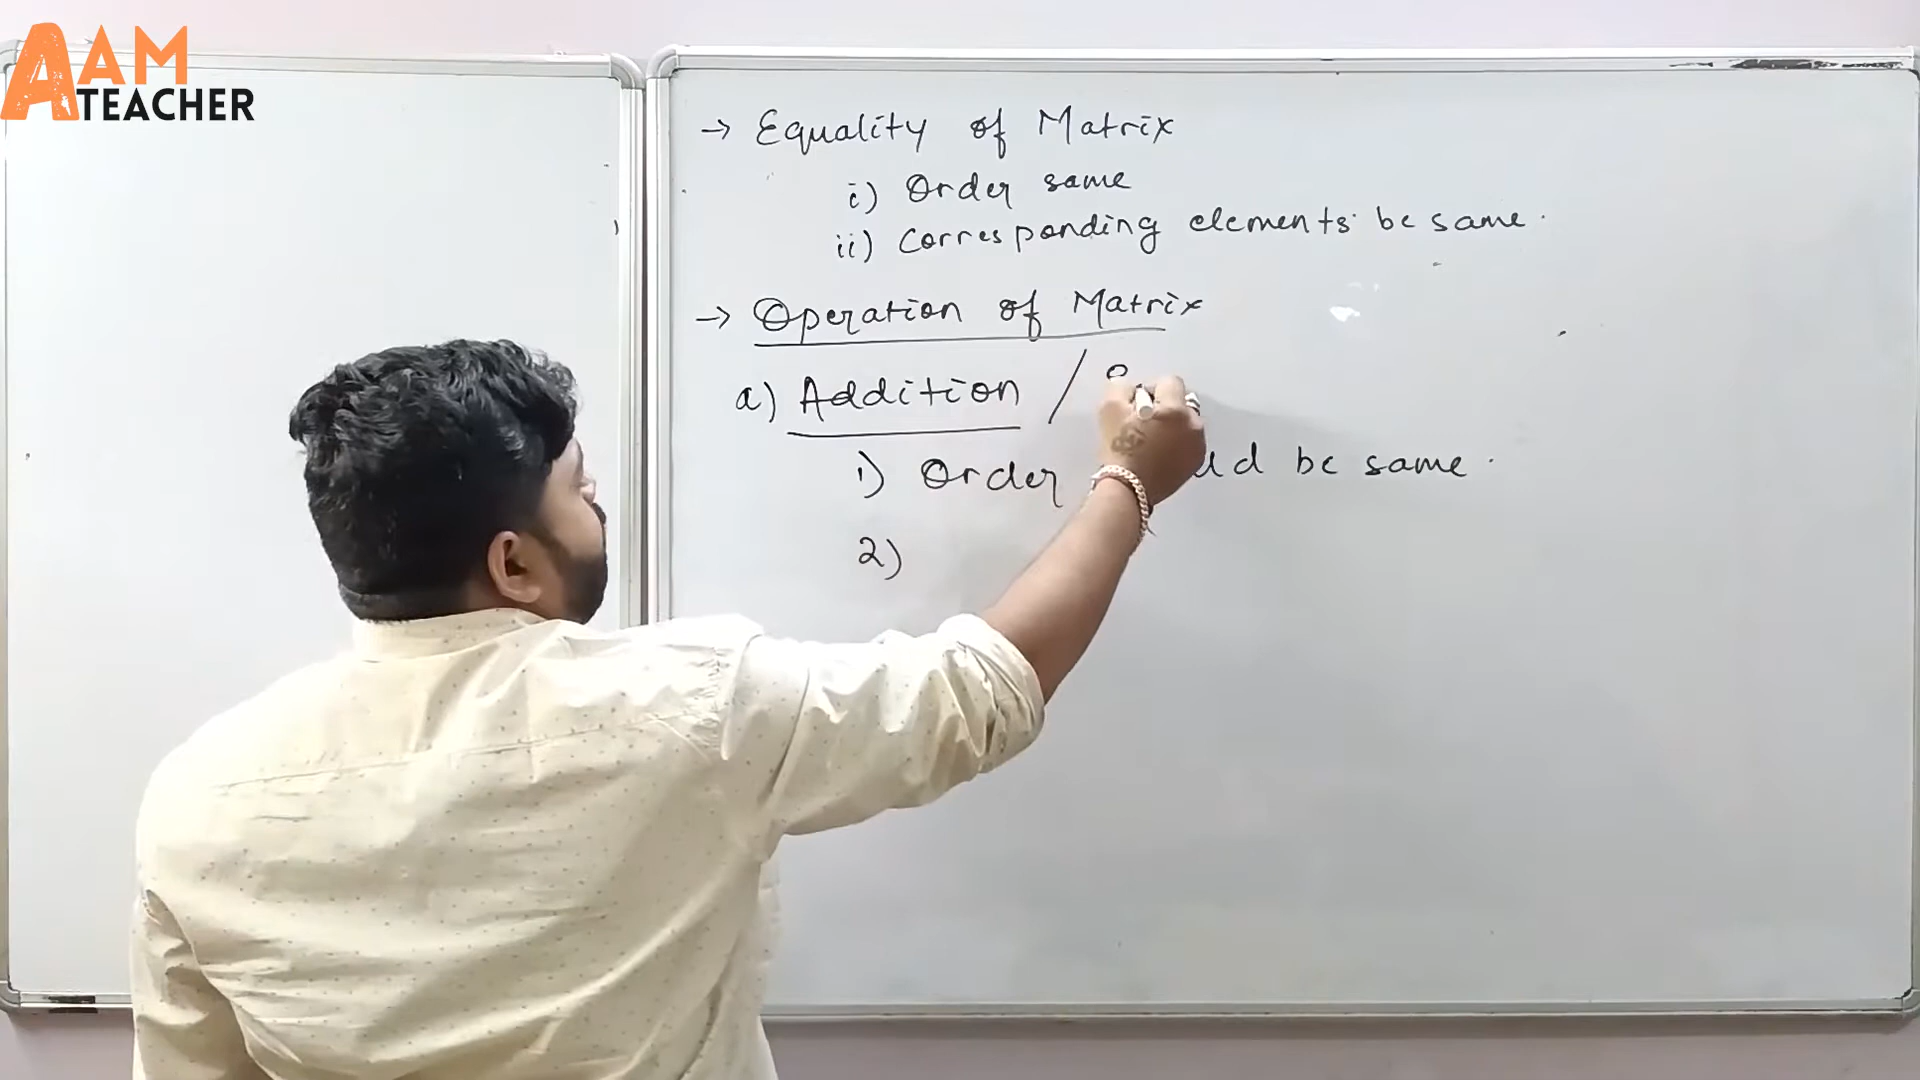 AAM
TEACHER
→ Equality of Matrix
i) Order same
ii) Corresponding elements be same.
→ Operation of Matrix
a) Addition /
1) Order be same.
2)